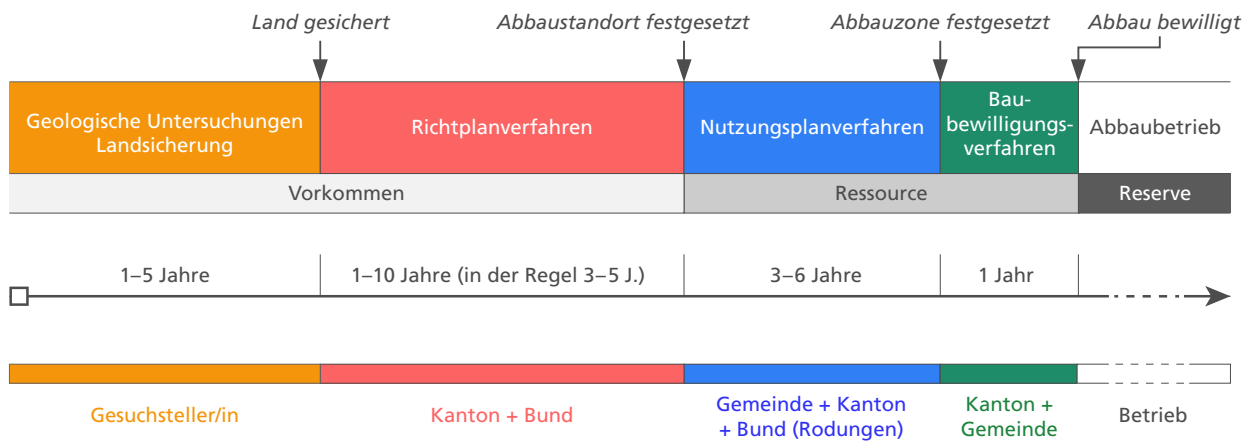 Land gesichert
Abbaustandort festgesetzt
Abbauzone festgesetzt
Abbau bewilligt
Geologische Untersuchungen
Landsicherung
Richtplanverfahren
Nutzungsplanverfahren
Bau-
bewilligungs-
verfahren
Abbaubetrieb
Vorkommen
Ressource
Reserve
1–5 Jahre
1–10 Jahre (in der Regel 3–5 J.)
3–6 Jahre
1 Jahr
Gesuchsteller/in
Kanton + Bund
Gemeinde + Kanton
+ Bund (Rodungen)
Kanton +
Gemeinde
Betrieb